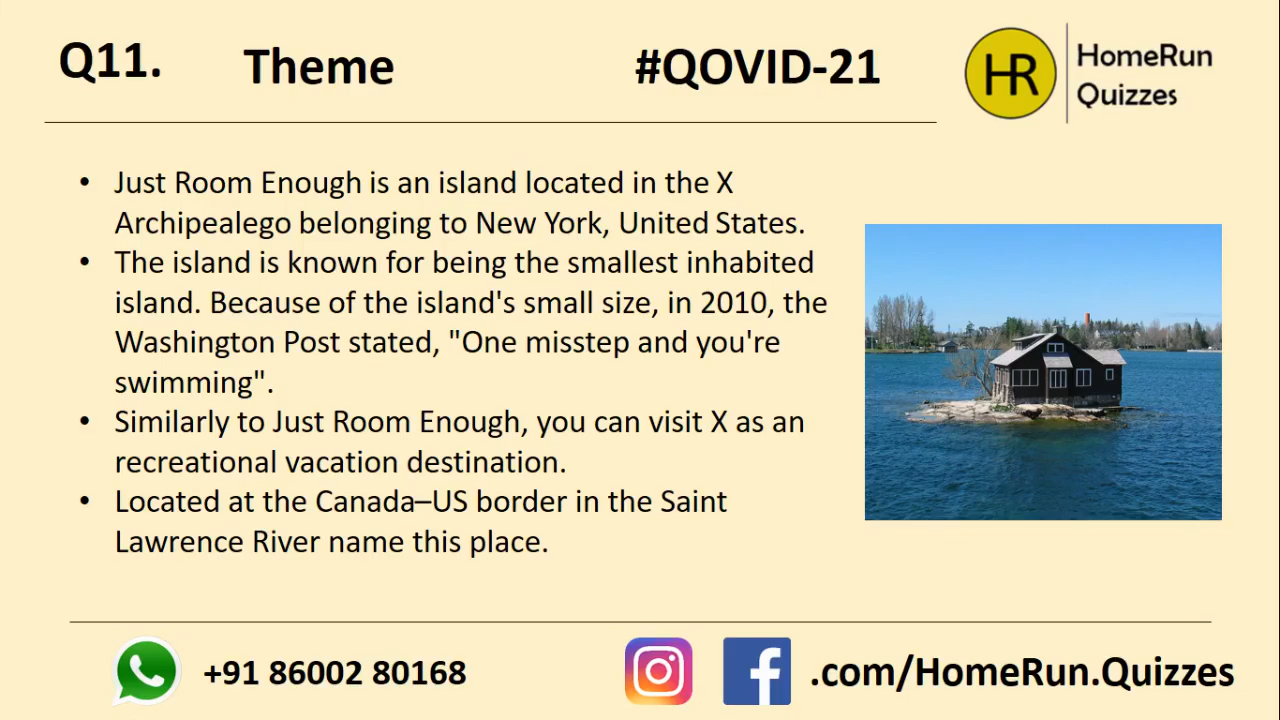 Q11. Theme #QOVID-21
HR HomeRun
Quizzes
• Just Room Enough is an island located in the X
Archipealego belonging to New York, United States.
• The island is known for being the smallest inhabited
island. Because of the island's small size, in 2010, the
Washington Post stated, "One misstep and you're
swimming".
• Similarly to Just Room Enough, you can visit X as an
recreational vacation destination.
• Located at the Canada–US border in the Saint
Lawrence River name this place.
+91 86002 80168
.com/HomeRun.Quizzes